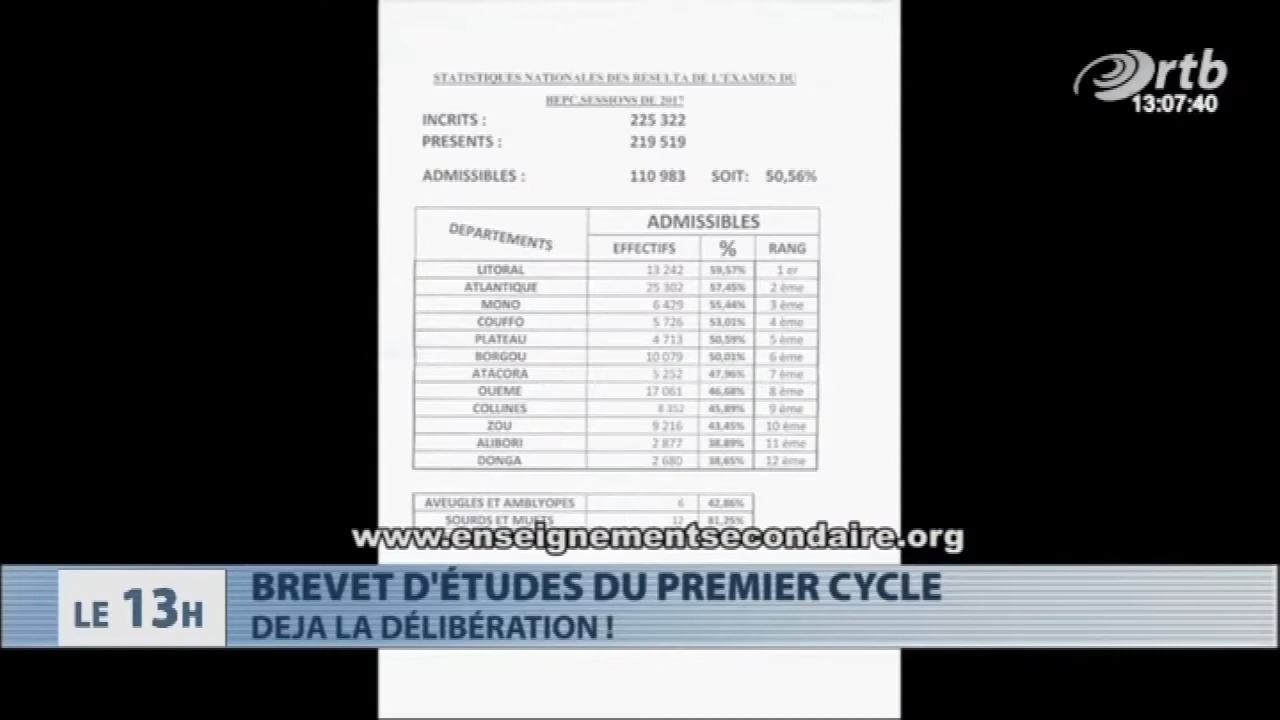 rtb
13:07:40
STATISTIQUES NATIONALES DES RESULTA DE L'EXAMEN DU
BEPC.SESSIONS DE 2017
INCRITS : 225 322
PRESENTS : 219 519
ADMISSIBLES : 110 983 SOIT: 50,56%
DEPARTEMENTS ADMISSIBLES
EFFECTIFS % RANG
LITORAL 13 242 59,57% 1 er
ATLANTIQUE 25 302 57,45% 2 ème
MONO 6 429 55,44% 3 ème
COUFFO 5 726 53,01% 4 ème
PLATEAU 4 713 50,59% 5 ème
BORGOU 10 079 50,01% 6 ème
ATACORA 5 252 47,96% 7 ème
OUEME 17 061 46,68% 8 ème
COLLINES 8 352 45,89% 9 ème
ZOU 9 216 43,45% 10 ème
ALIBORI 2 877 38,89% 11 ème
DONGA 2 680 38,65% 12 ème
AVEUGLES ET AMBLYOPES 6 42,86%
SOURDS ET MUETS 12 81,25%
www.enseignementsecondaire.org
LE 13H
BREVET D'ÉTUDES DU PREMIER CYCLE
DEJA LA DÉLIBÉRATION !